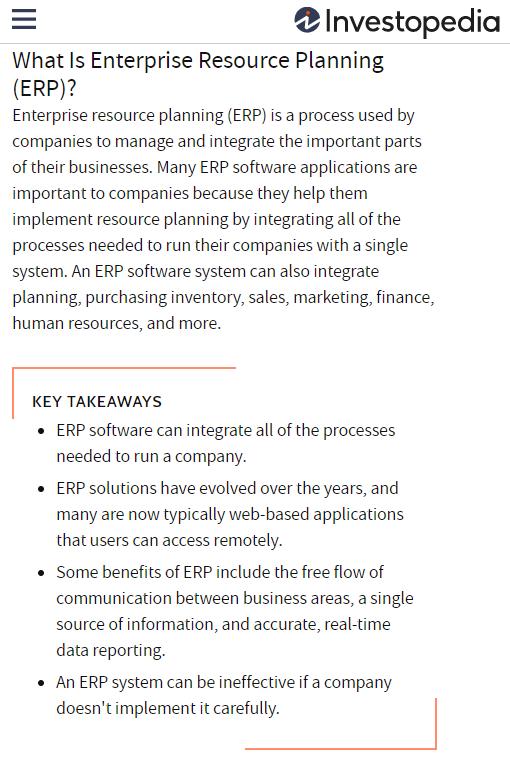 Investopedia
What Is Enterprise Resource Planning
(ERP)?
Enterprise resource planning (ERP) is a process used by
companies to manage and integrate the important parts
of their businesses. Many ERP software applications are
important to companies because they help them
implement resource planning by integrating all of the
processes needed to run their companies with a single
system. An ERP software system can also integrate
planning, purchasing inventory, sales, marketing, finance,
human resources, and more.
KEY TAKEAWAYS
• ERP software can integrate all of the processes
needed to run a company.
• ERP solutions have evolved over the years, and
many are now typically web-based applications
that users can access remotely.
• Some benefits of ERP include the free flow of
communication between business areas, a single
source of information, and accurate, real-time
data reporting.
• An ERP system can be ineffective if a company
doesn't implement it carefully.